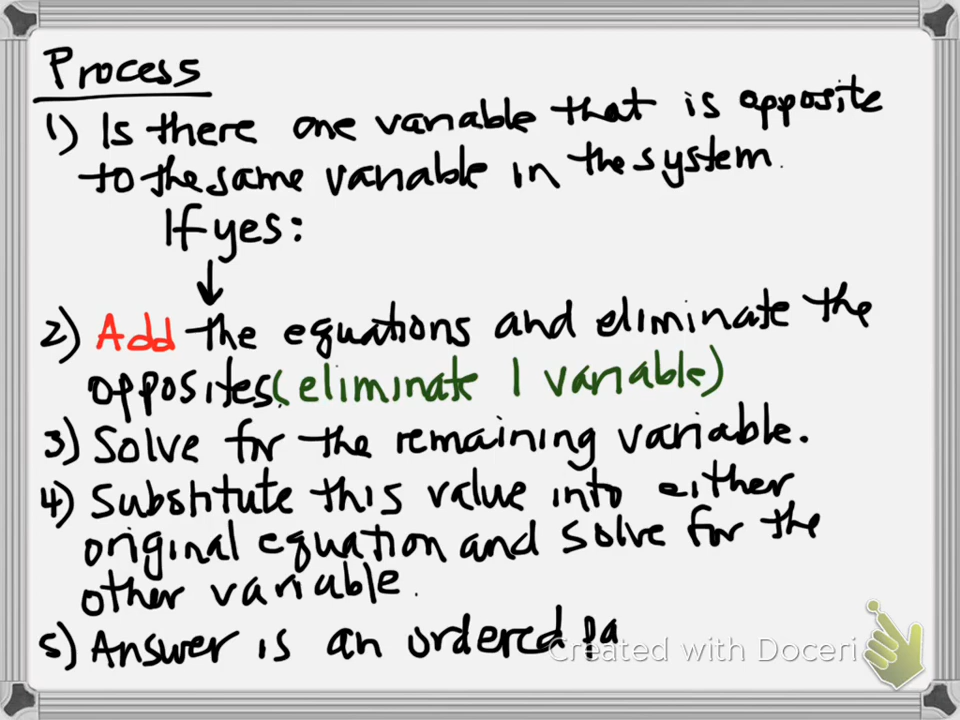 Process
1) Is there one variable that is opposite
to the same variable in the system.
If yes:
2) Add the equations and eliminate the
opposites. (eliminate 1 variable)
3) Solve for the remaining variable.
4) Substitute this value into either
original equation and solve for the
other variable.
5) Answer is an ordered pa
Created with Doceri